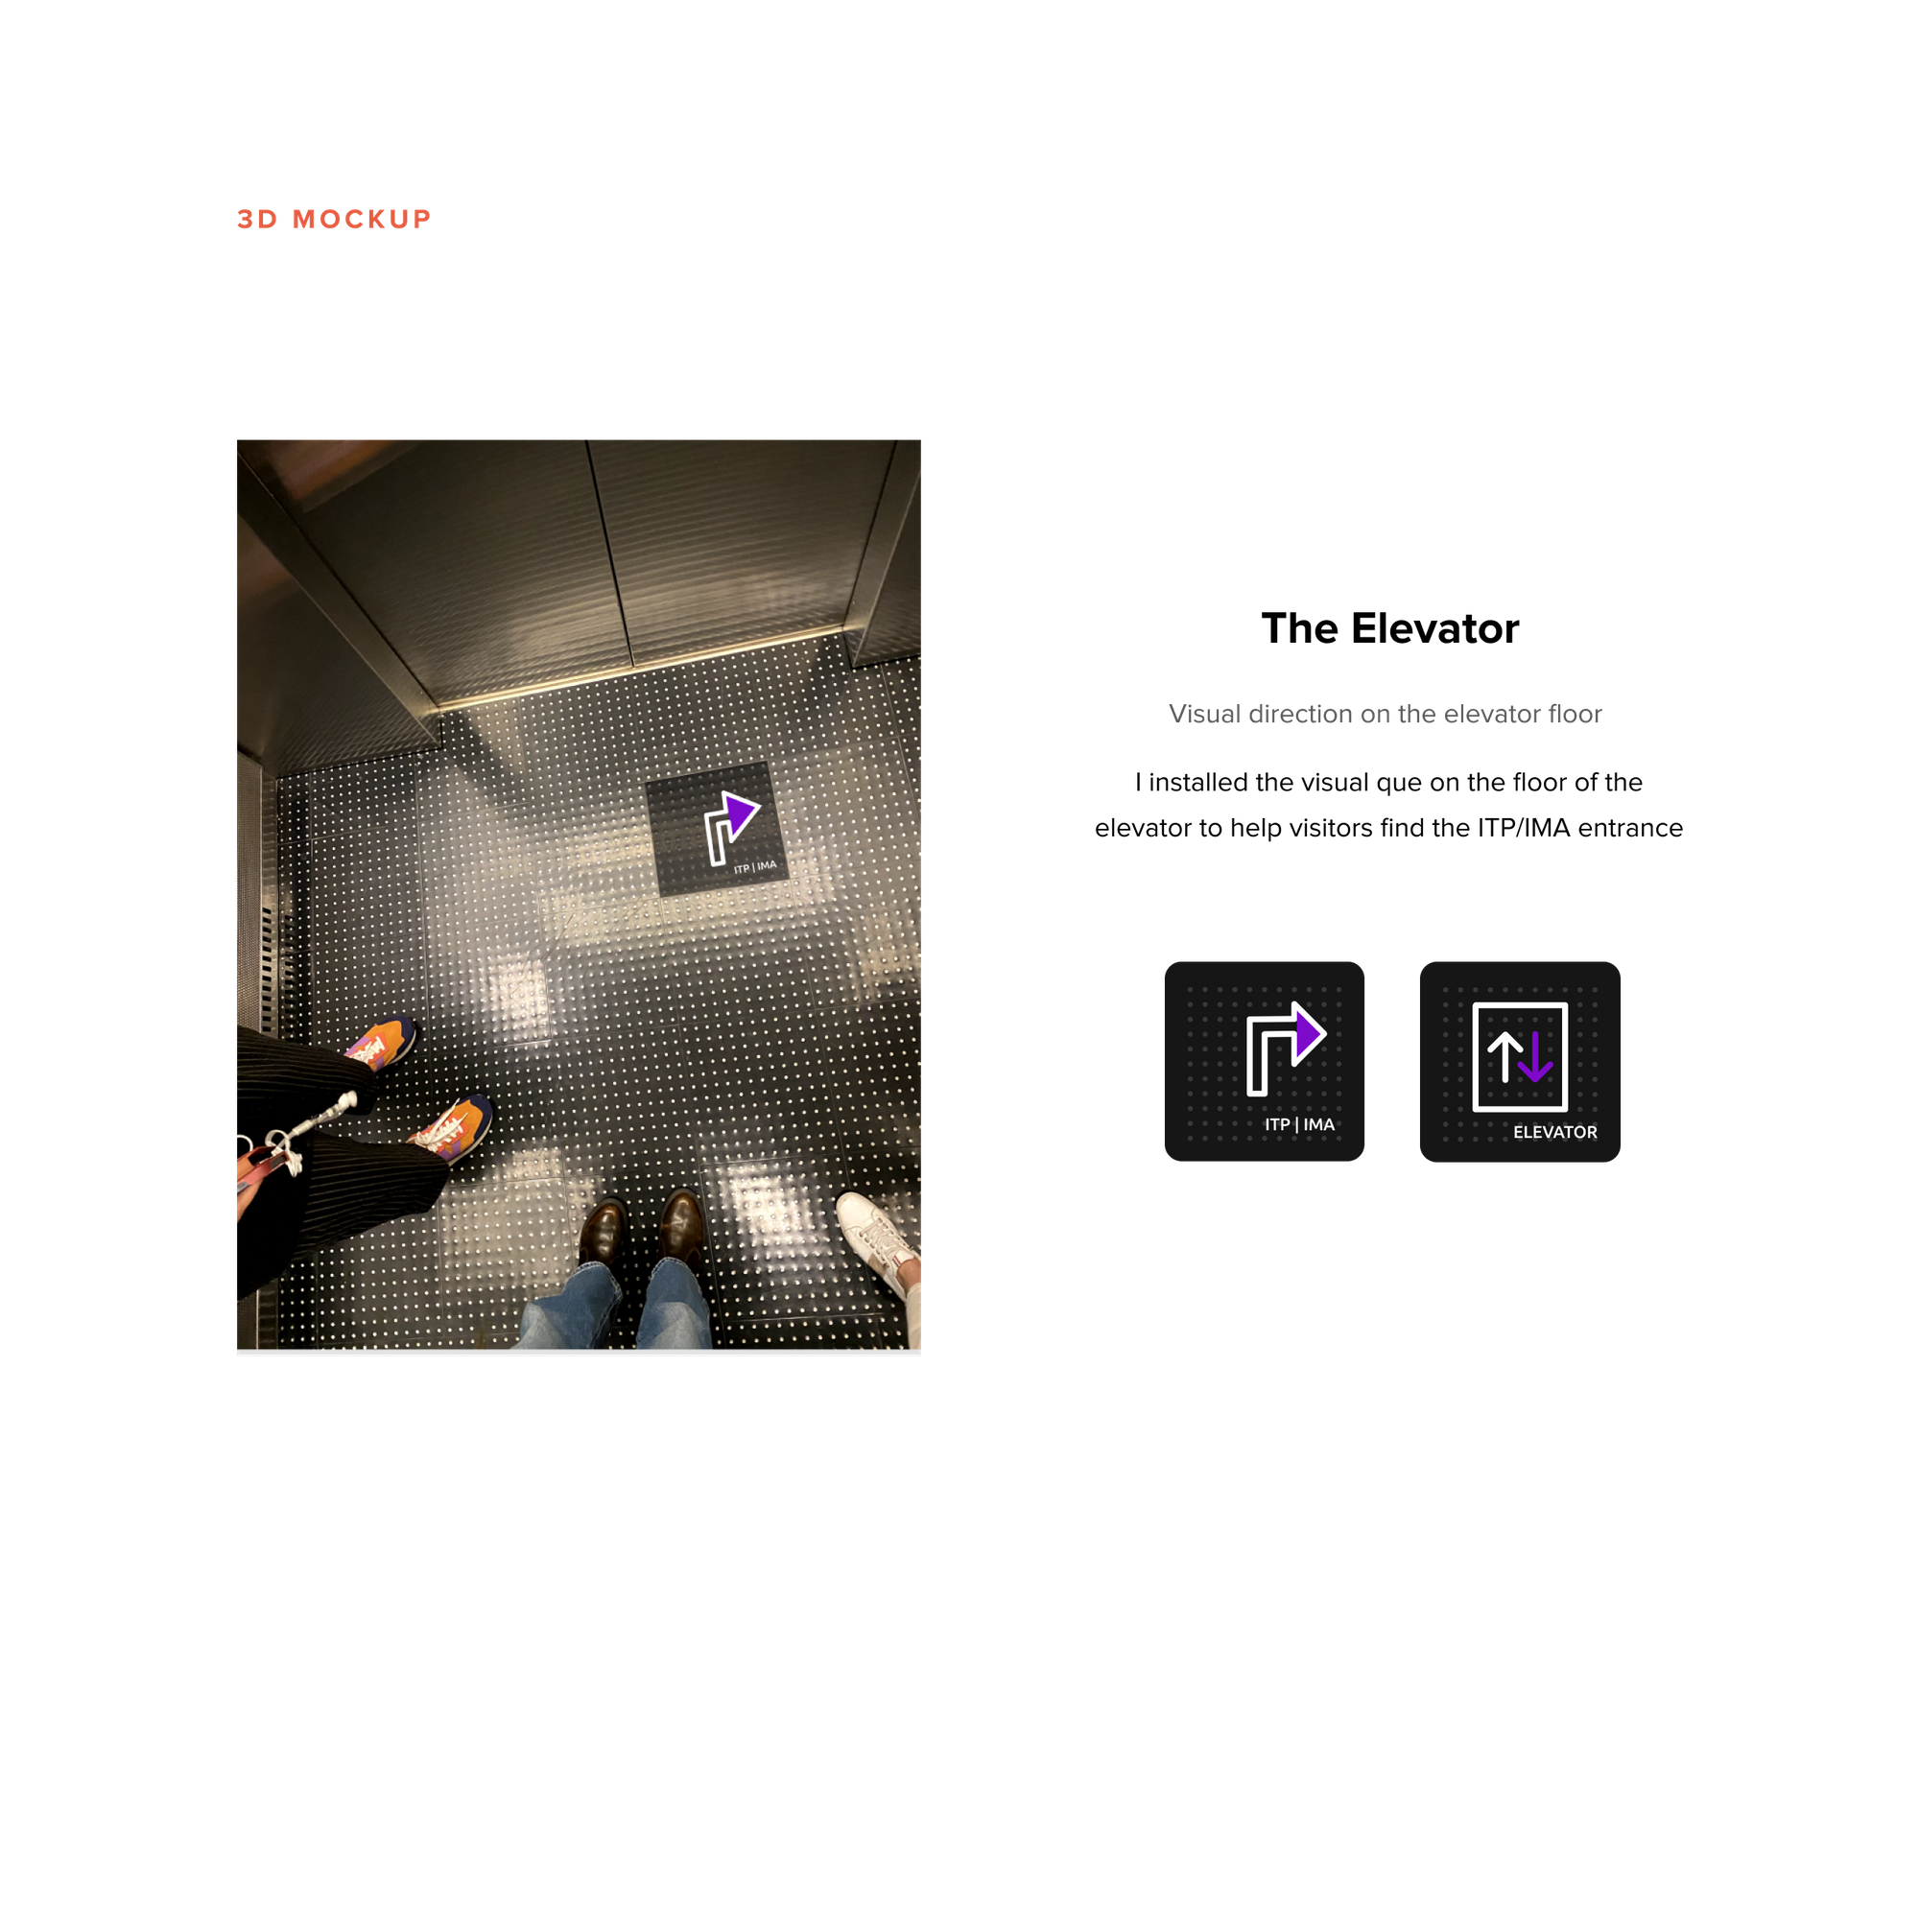 3D MOCKUP
ITP | IMA
The Elevator
Visual direction on the elevator floor
I installed the visual que on the floor of the
elevator to help visitors find the ITP/IMA entrance
ITP | IMA
ELEVATOR